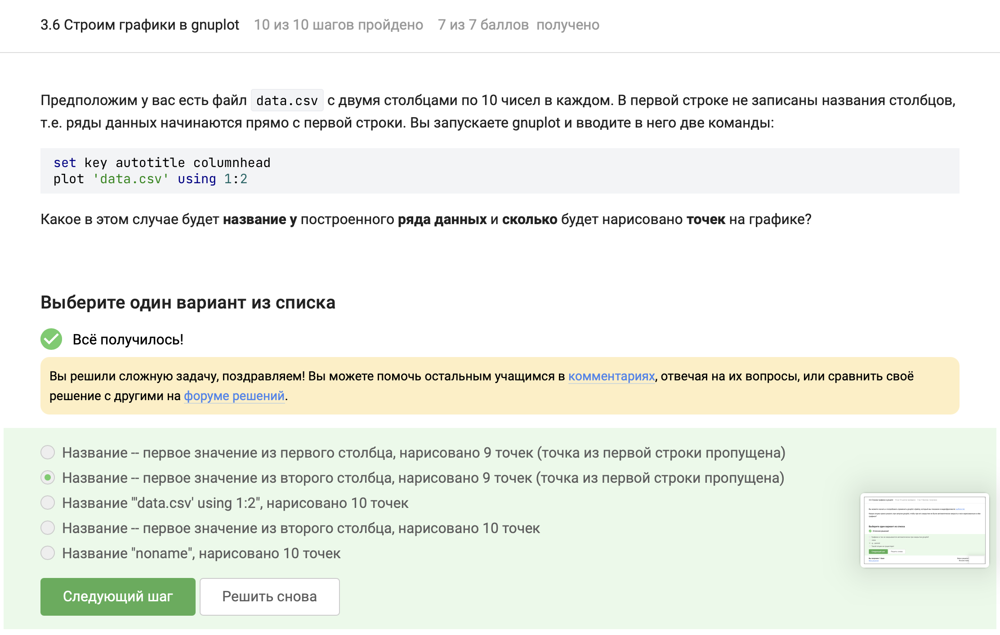 3.6 Строим графики в gnuplot 10 из 10 шагов пройдено 7 из 7 баллов получено
Предположим у вас есть файл data.csv с двумя столбцами по 10 чисел в каждом. В первой строке не записаны названия столбцов,
т.е. ряды данных начинаются прямо с первой строки. Вы запускаете gnuplot и вводите в него две команды:
set key autotitle columnhead
plot 'data.csv' using 1:2
Какое в этом случае будет название у построенного ряда данных и сколько будет нарисовано точек на графике?
Выберите один вариант из списка
Всё получилось!
Вы решили сложную задачу, поздравляем! Вы можете помочь остальным учащимся в комментариях, отвечая на их вопросы, или сравнить своё
решение с другими на форуме решений.
Название -- первое значение из первого столбца, нарисовано 9 точек (точка из первой строки пропущена)
Название -- первое значение из второго столбца, нарисовано 9 точек (точка из первой строки пропущена)
Название "'data.csv' using 1:2", нарисовано 10 точек
Название -- первое значение из второго столбца, нарисовано 10 точек
Название "noname", нарисовано 10 точек
Следующий шаг Решить снова